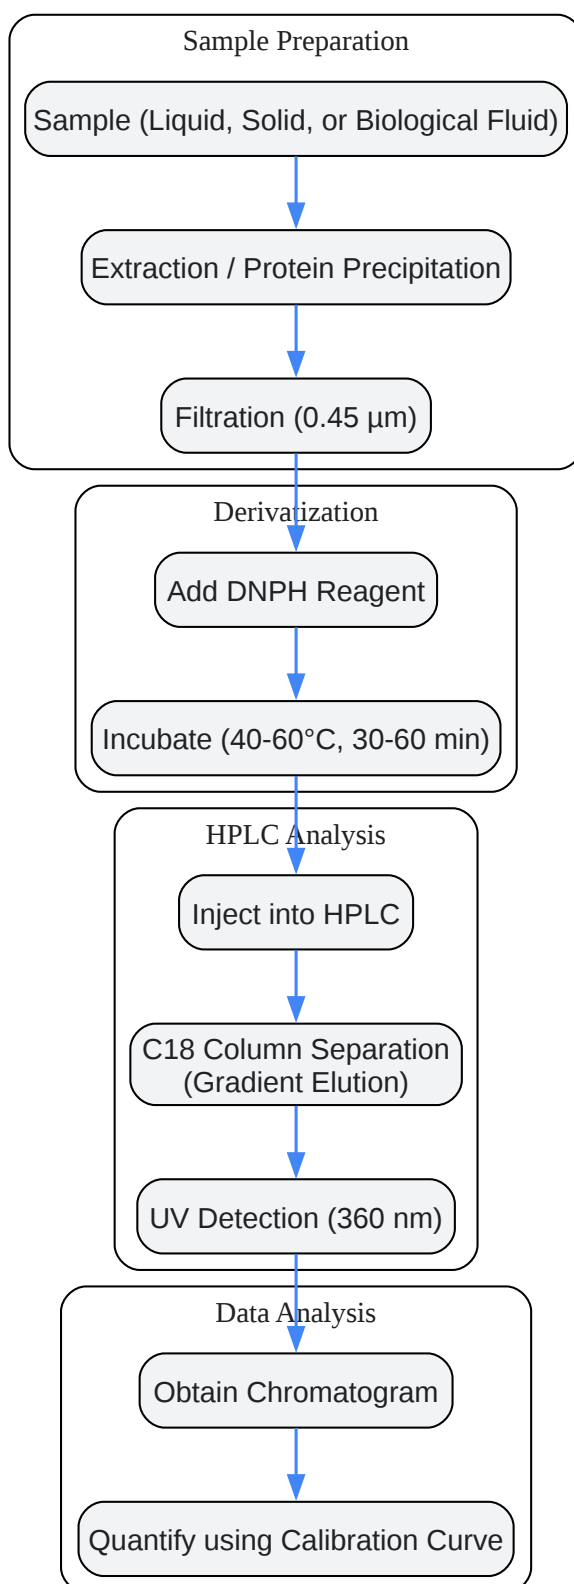 Sample Preparation
Sample (Liquid, Solid, or Biological Fluid)
Extraction / Protein Precipitation
Filtration (0.45 µm)
Derivatization
Add DNPH Reagent
Incubate (40-60°C, 30-60 min)
HPLC Analysis
Inject into HPLC
C18 Column Separation
(Gradient Elution)
UV Detection (360 nm)
Data Analysis
Obtain Chromatogram
Quantify using Calibration Curve